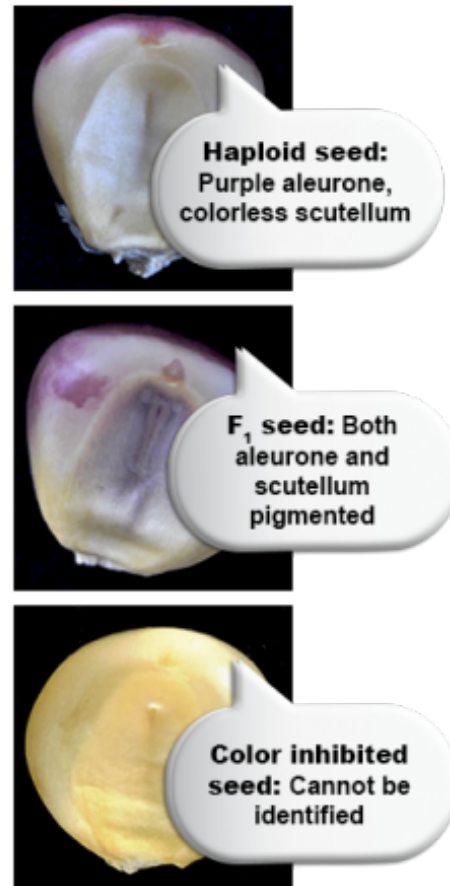 Haploid seed:
Purple aleurone,
colorless scutellum
F₁ seed: Both
aleurone and
scutellum
pigmented
Color inhibited
seed: Cannot be
identified